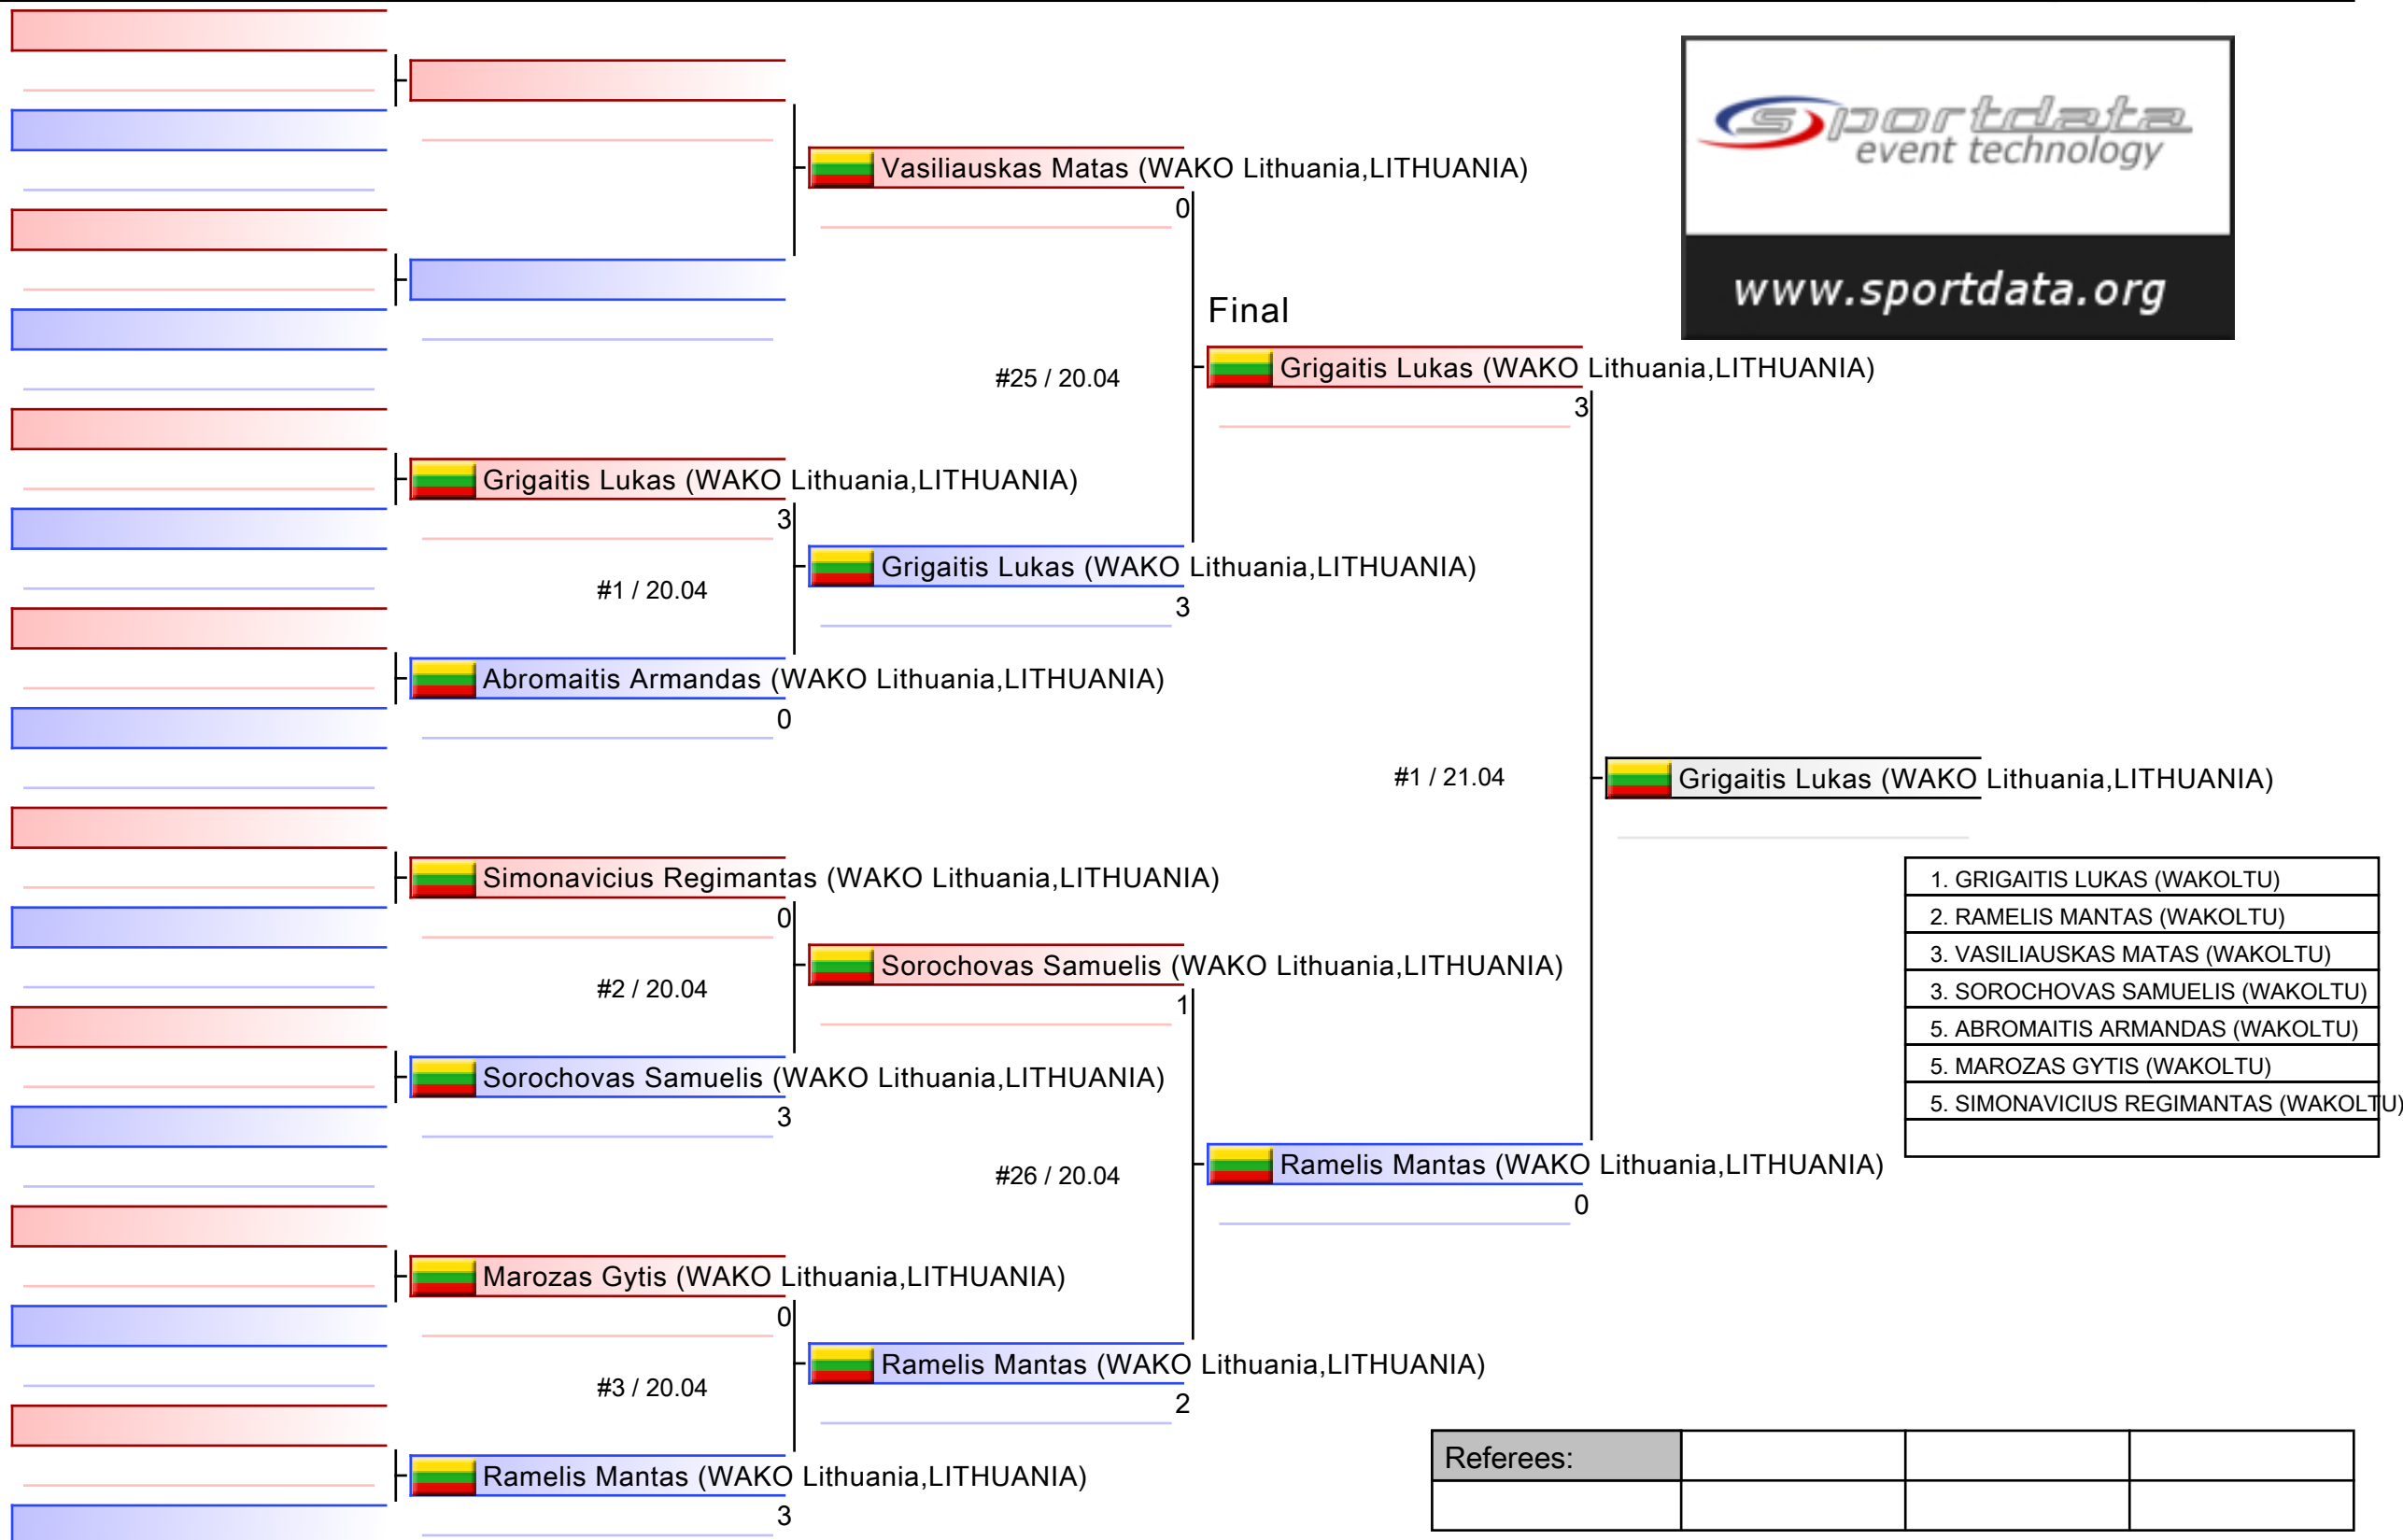 sportdata
event technology
www.sportdata.org
Vasiliauskas Matas (WAKO Lithuania,LITHUANIA)
0
Final
#25 / 20.04
Grigaitis Lukas (WAKO Lithuania,LITHUANIA)
3
Grigaitis Lukas (WAKO Lithuania,LITHUANIA)
3
#1 / 20.04
Grigaitis Lukas (WAKO Lithuania,LITHUANIA)
3
Abromaitis Armandas (WAKO Lithuania,LITHUANIA)
0
#1 / 21.04
Grigaitis Lukas (WAKO Lithuania,LITHUANIA)
Simonavicius Regimantas (WAKO Lithuania,LITHUANIA)
0
#2 / 20.04
Sorochovas Samuelis (WAKO Lithuania,LITHUANIA)
1
Sorochovas Samuelis (WAKO Lithuania,LITHUANIA)
3
#26 / 20.04
Ramelis Mantas (WAKO Lithuania,LITHUANIA)
0
Marozas Gytis (WAKO Lithuania,LITHUANIA)
0
#3 / 20.04
Ramelis Mantas (WAKO Lithuania,LITHUANIA)
2
Ramelis Mantas (WAKO Lithuania,LITHUANIA)
3
1. GRIGAITIS LUKAS (WAKOLTU)
2. RAMELIS MANTAS (WAKOLTU)
3. VASILIAUSKAS MATAS (WAKOLTU)
3. SOROCHOVAS SAMUELIS (WAKOLTU)
5. ABROMAITIS ARMANDAS (WAKOLTU)
5. MAROZAS GYTIS (WAKOLTU)
5. SIMONAVICIUS REGIMANTAS (WAKOLTU)
Referees: